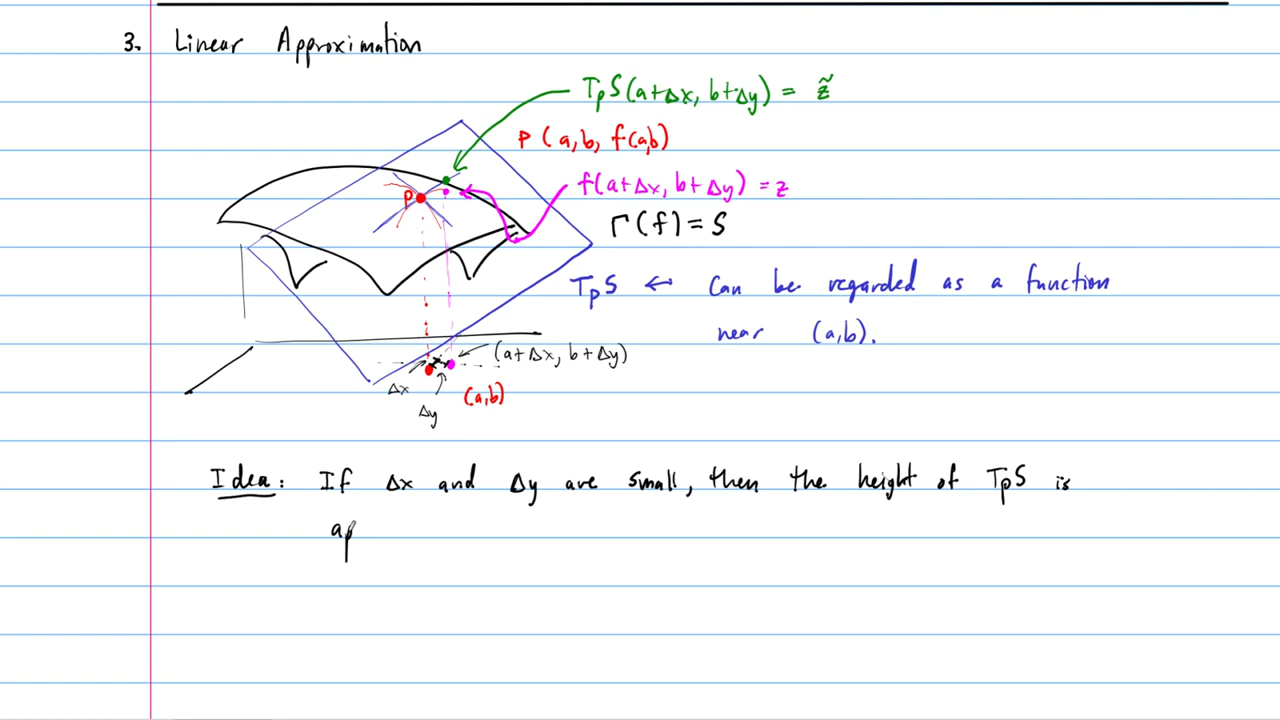 3. Linear Approximation
TpS(a+Δx, b+Δy) = z̃
P (a,b, f(a,b))
P
f(a+Δx, b+Δy) = z
Γ(f) = S
TpS ← can be regarded as a function
near (a,b).
(a+Δx, b+Δy)
Δx
(a,b)
Δy
Idea: If Δx and Δy are small, then the height of TpS is
ap